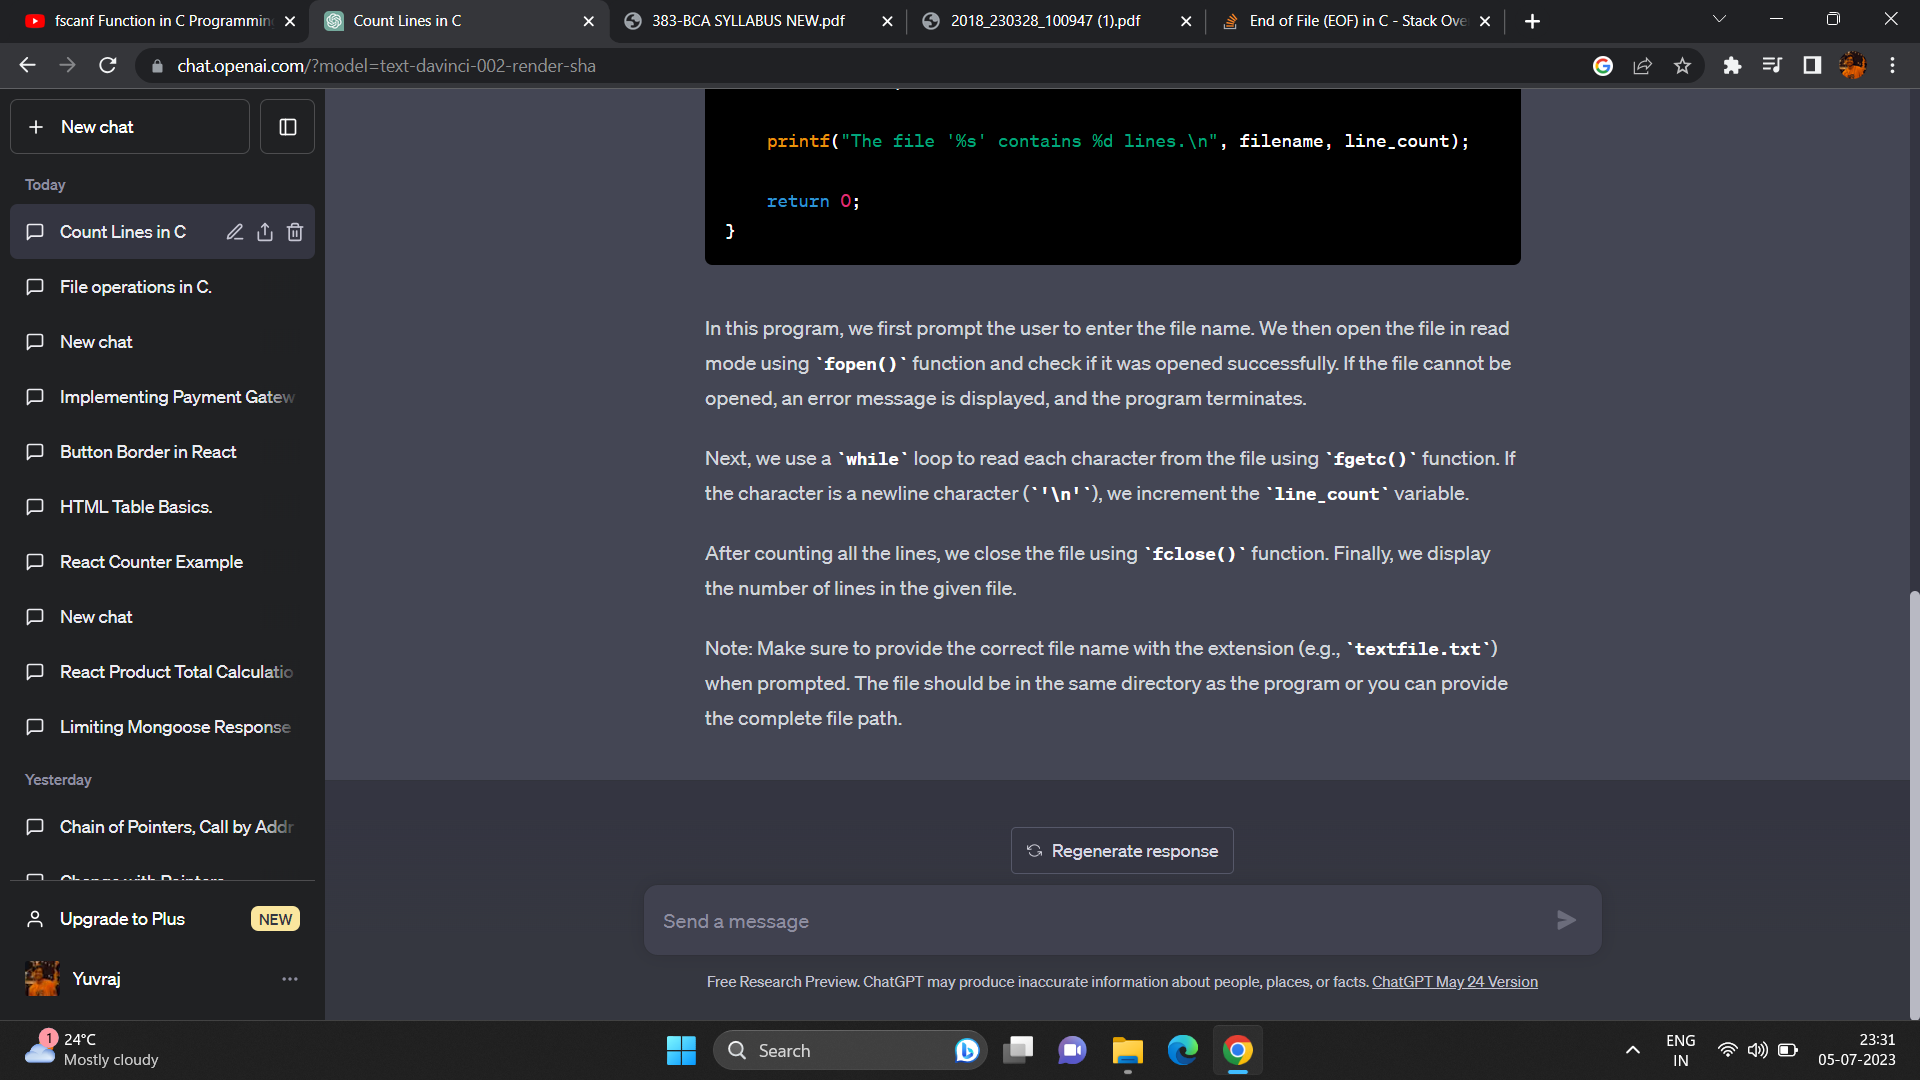 fscanf Function in C Programmin
Count Lines in C
383-BCA SYLLABUS NEW.pdf
2018_230328_100947 (1).pdf
End of File (EOF) in C - Stack Ove
chat.openai.com/?model=text-davinci-002-render-sha
New chat
Today
Count Lines in C
File operations in C.
New chat
Implementing Payment Gatew
Button Border in React
HTML Table Basics.
React Counter Example
New chat
React Product Total Calculatio
Limiting Mongoose Response
Yesterday
Chain of Pointers, Call by Addr
Change with Pointers
Upgrade to Plus NEW
Yuvraj
printf("The file '%s' contains %d lines.\n", filename, line_count);
return 0;
}
In this program, we first prompt the user to enter the file name. We then open the file in read
mode using `fopen()` function and check if it was opened successfully. If the file cannot be
opened, an error message is displayed, and the program terminates.
Next, we use a `while` loop to read each character from the file using `fgetc()` function. If
the character is a newline character (`'\n'`), we increment the `line_count` variable.
After counting all the lines, we close the file using `fclose()` function. Finally, we display
the number of lines in the given file.
Note: Make sure to provide the correct file name with the extension (e.g., `textfile.txt`)
when prompted. The file should be in the same directory as the program or you can provide
the complete file path.
Regenerate response
Send a message
Free Research Preview. ChatGPT may produce inaccurate information about people, places, or facts. ChatGPT May 24 Version
1
24°C
Mostly cloudy
Search
ENG
IN
23:31
05-07-2023